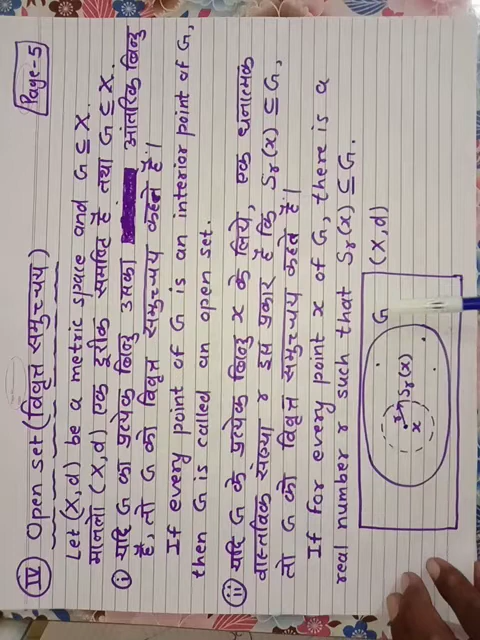 Page-5
IV Open set (विवृत्त समुच्चय)
Let (X,d) be a metric space and G ⊆ X.
मानलो (X,d) एक दूरीक समष्टि है तथा G ⊆ X.
i) यदि G का प्रत्येक बिन्दु उसका आंतरिक बिन्दु
है, तो G को विवृत्त समुच्चय कहते हैं।
If every point of G is an interior point of G,
then G is called an open set.
ii) यदि G के प्रत्येक बिन्दु x के लिये, एक धनात्मक
वास्तविक संख्या r इस प्रकार है कि Sr(x) ⊆ G,
तो G को विवृत्त समुच्चय कहते हैं।
If for every point x of G, there is a
real number r such that Sr(x) ⊆ G.
G (X,d)
r Sr(x)
x